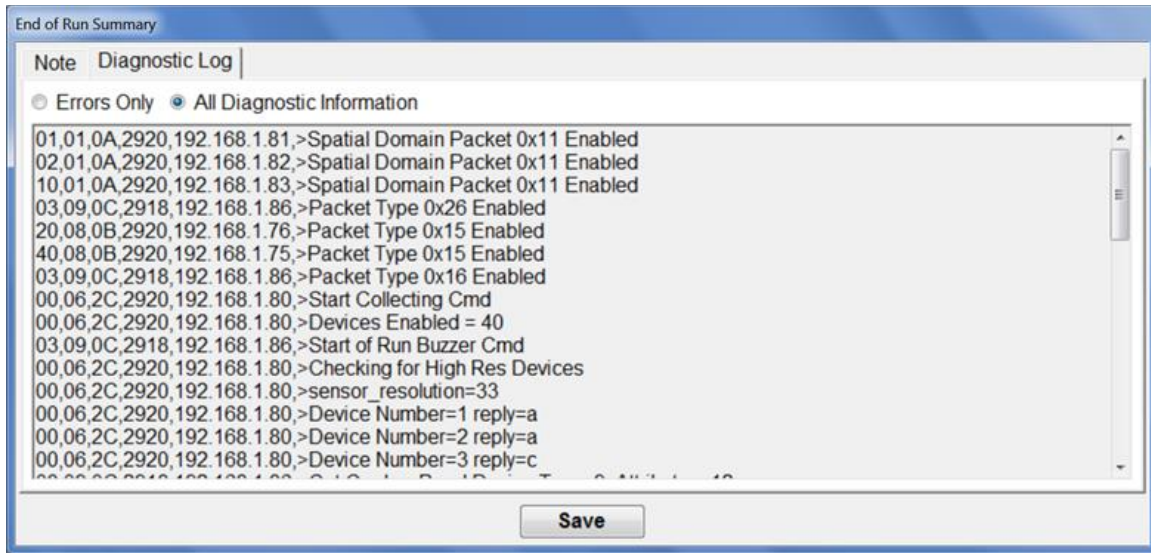 End of Run Summary
Note Diagnostic Log
Errors Only All Diagnostic Information
01,01,0A,2920,192.168.1.81,>Spatial Domain Packet 0x11 Enabled
02,01,0A,2920,192.168.1.82,>Spatial Domain Packet 0x11 Enabled
10,01,0A,2920,192.168.1.83,>Spatial Domain Packet 0x11 Enabled
03,09,0C,2918,192.168.1.86,>Packet Type 0x26 Enabled
20,08,0B,2920,192.168.1.76,>Packet Type 0x15 Enabled
40,08,0B,2920,192.168.1.75,>Packet Type 0x15 Enabled
03,09,0C,2918,192.168.1.86,>Packet Type 0x16 Enabled
00,06,2C,2920,192.168.1.80,>Start Collecting Cmd
00,06,2C,2920,192.168.1.80,>Devices Enabled = 40
03,09,0C,2918,192.168.1.86,>Start of Run Buzzer Cmd
00,06,2C,2920,192.168.1.80,>Checking for High Res Devices
00,06,2C,2920,192.168.1.80,>sensor_resolution=33
00,06,2C,2920,192.168.1.80,>Device Number=1 reply=a
00,06,2C,2920,192.168.1.80,>Device Number=2 reply=a
00,06,2C,2920,192.168.1.80,>Device Number=3 reply=c
Save